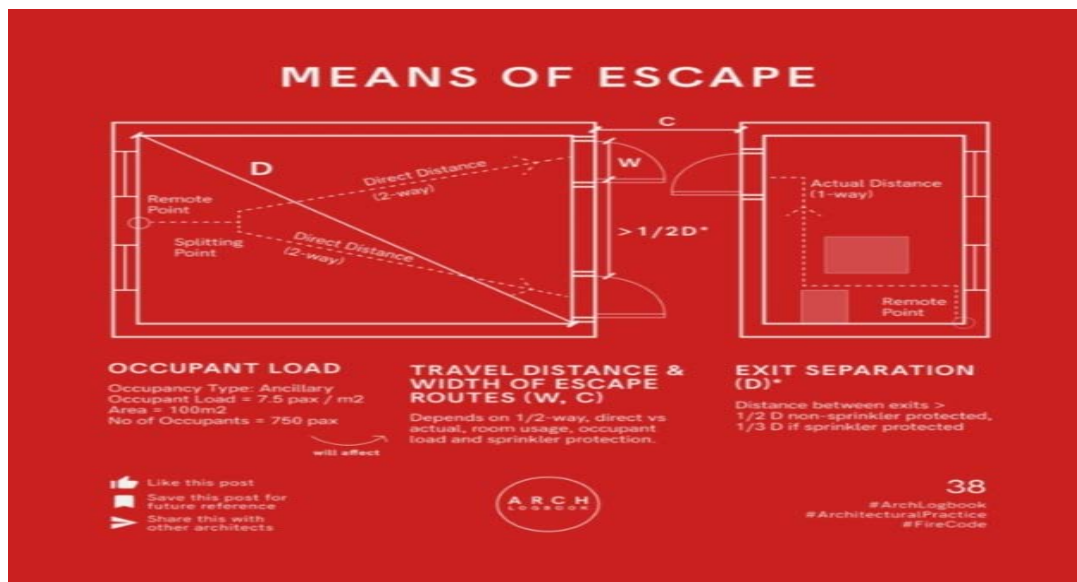 MEANS OF ESCAPE
C
D
W
Direct Distance
(2-way)
Remote
Point
Splitting
Point
Direct Distance
(2-way)
>1/2D*
Actual Distance
(1-way)
Remote
Point
OCCUPANT LOAD
Occupancy Type: Ancillary
Occupant Load = 7.5 pax / m2
Area = 100m2
No of Occupants = 750 pax
will affect
TRAVEL DISTANCE &
WIDTH OF ESCAPE
ROUTES (W, C)
Depends on 1/2-way, direct vs
actual, room usage, occupant
load and sprinkler protection.
EXIT SEPARATION
(D)*
Distance between exits >
1/2 D non-sprinkler protected,
1/3 D if sprinkler protected
Like this post
Save this post for
future reference
Share this with
other architects
ARCH
LOGBOOK
38
#ArchLogbook
#ArchitecturalPractice
#FireCode